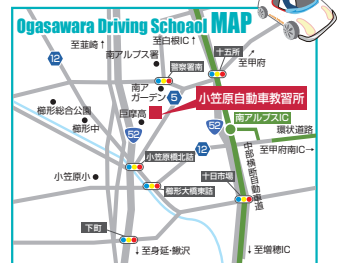 Ogasawara Driving Schoaol MAP
至韮崎↑
至白根IC↑
十五所
至甲府
12
南アルプス署
警察署南
南ア
ガーデン
5
小笠原自動車教習所
櫛形総合公園
櫛形中
巨摩高
52
52
南アルプスIC
環状道路
小笠原橋北詰
12
中部横断自動車道
至甲府南IC→
小笠原小
櫛形大橋東詰
十日市場
下町
↓至身延・鰍沢
↓至増穂IC